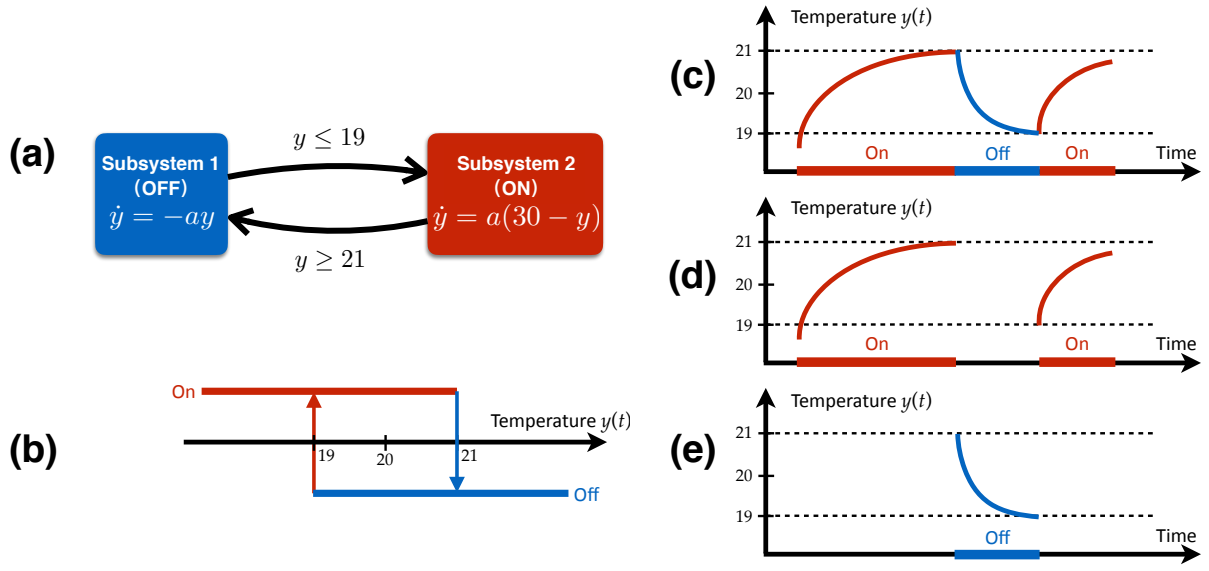 (a)
Subsystem 1
(OFF)
ẏ = −ay
y ≤ 19
y ≥ 21
Subsystem 2
(ON)
ẏ = a(30 − y)
(b)
On
Temperature y(t)
19
20
21
Off
(c)
Temperature y(t)
21
20
19
On
Off
On
Time
(d)
Temperature y(t)
21
20
19
On
On
Time
(e)
Temperature y(t)
21
20
19
Off
Time